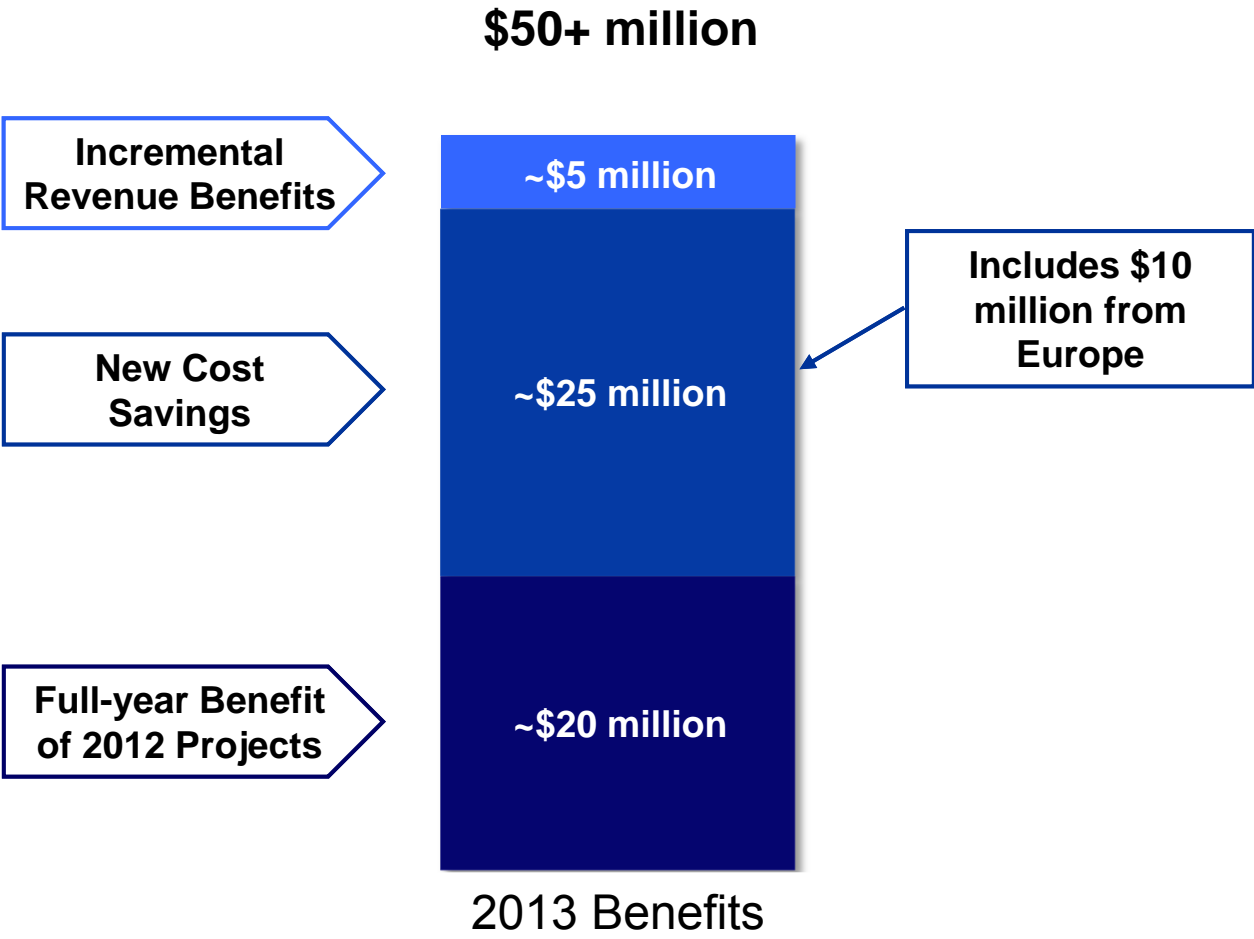 $50+ million
Incremental
Revenue Benefits
~$5 million
Includes $10
million from
Europe
New Cost
Savings
~$25 million
Full-year Benefit
of 2012 Projects
~$20 million
2013 Benefits